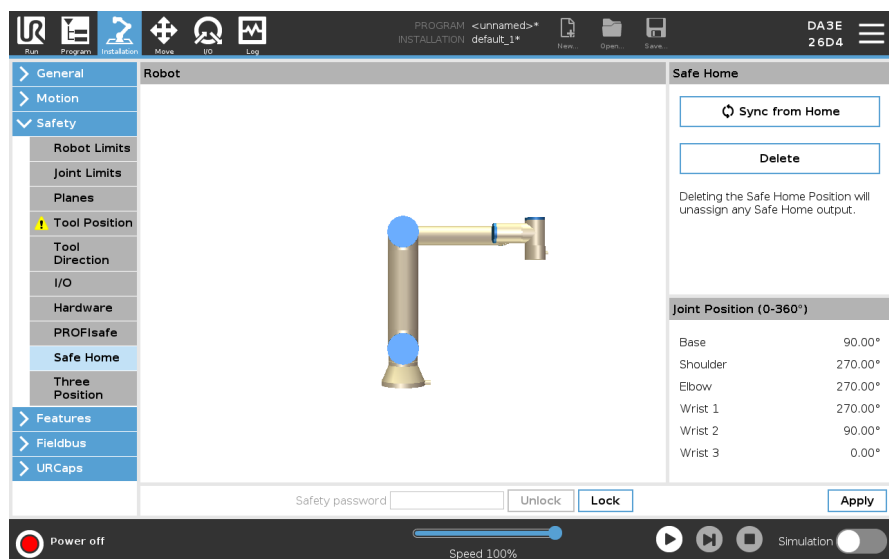 PROGRAM <unnamed>*
INSTALLATION default_1*
DA3E
26D4
Run Program Installation Move I/O Log New... Open... Save...
General
Motion
Safety
Robot Limits
Joint Limits
Planes
Tool Position
Tool
Direction
I/O
Hardware
PROFIsafe
Safe Home
Three
Position
Features
Fieldbus
URCaps
Robot
Safe Home
Sync from Home
Delete
Deleting the Safe Home Position will
unassign any Safe Home output.
Joint Position (0-360°)
Base 90.00°
Shoulder 270.00°
Elbow 270.00°
Wrist 1 270.00°
Wrist 2 90.00°
Wrist 3 0.00°
Safety password Unlock Lock Apply
Power off
Speed 100%
Simulation